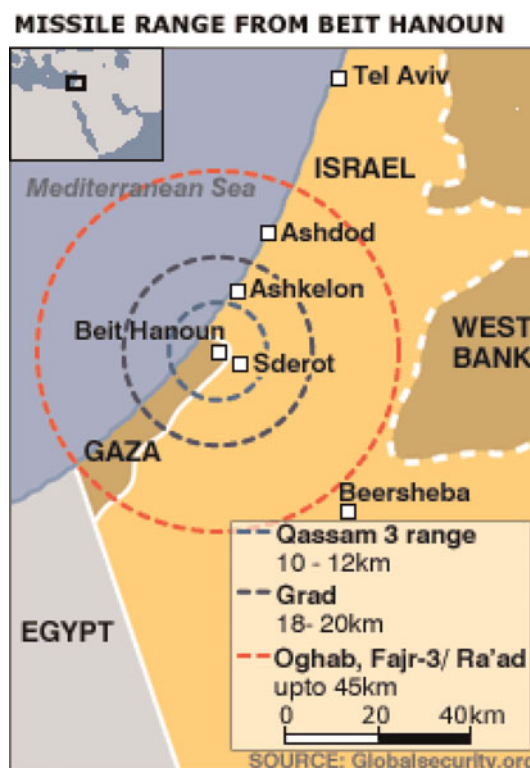 MISSILE RANGE FROM BEIT HANOUN
Tel Aviv
ISRAEL
Mediterranean Sea
Ashdod
Ashkelon
Beit Hanoun
Sderot
WEST
BANK
GAZA
Beersheba
EGYPT
Qassam 3 range
10 - 12km
Grad
18- 20km
Oghab, Fajr-3/ Ra'ad
upto 45km
0 20 40km
SOURCE: Globalsecurity.org